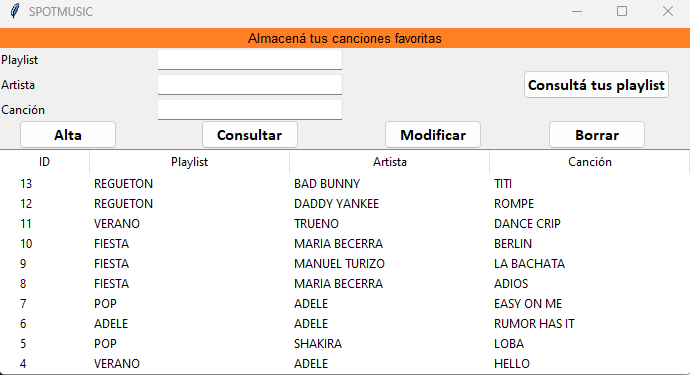 SPOTMUSIC
Almacená tus canciones favoritas
Playlist
Artista
Consultá tus playlist
Canción
Alta Consultar Modificar Borrar
ID Playlist Artista Canción
13 REGUETON BAD BUNNY TITI
12 REGUETON DADDY YANKEE ROMPE
11 VERANO TRUENO DANCE CRIP
10 FIESTA MARIA BECERRA BERLIN
9 FIESTA MANUEL TURIZO LA BACHATA
8 FIESTA MARIA BECERRA ADIOS
7 POP ADELE EASY ON ME
6 ADELE ADELE RUMOR HAS IT
5 POP SHAKIRA LOBA
4 VERANO ADELE HELLO